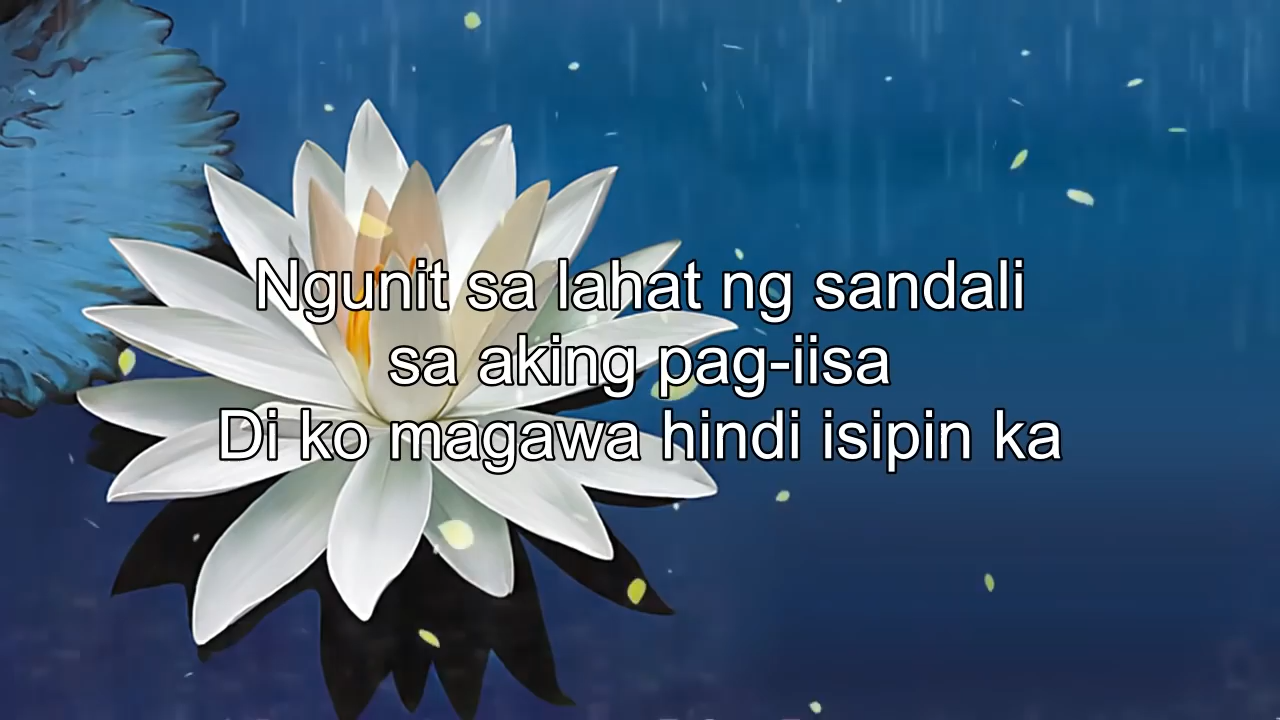 Ngunit sa lahat ng sandali
sa aking pag-iisa
Di ko magawa hindi isipin ka